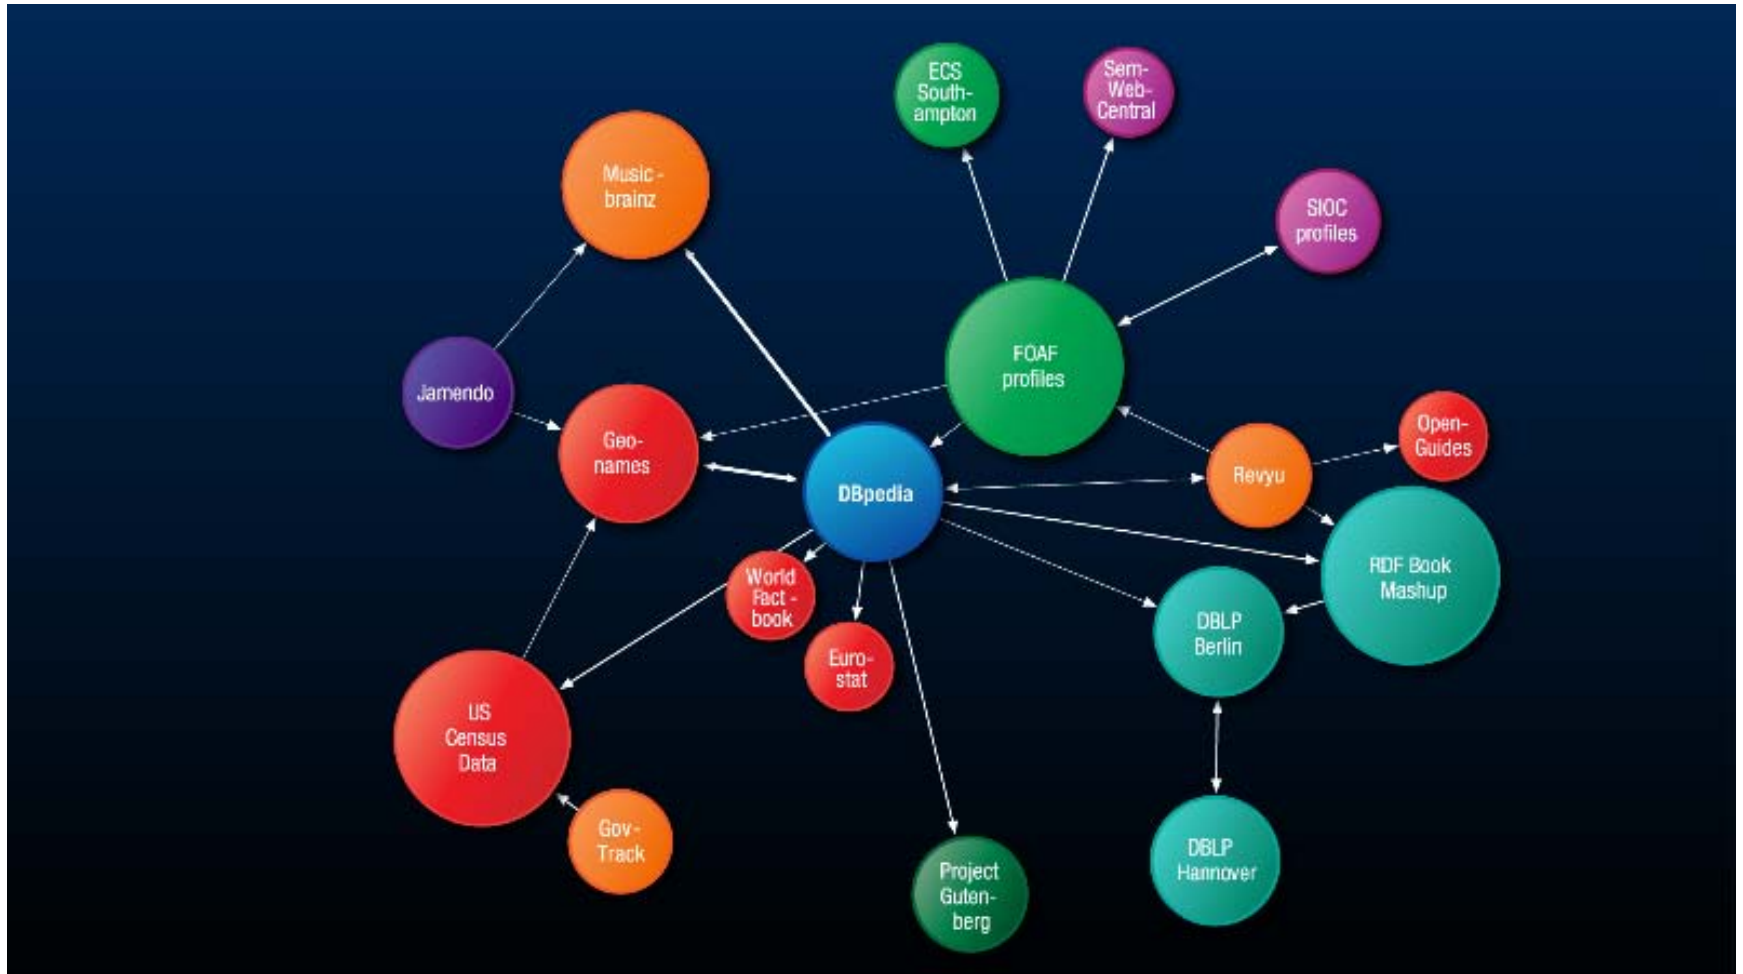 ECS
South-
ampton
Sem-
Web-
Central
Music -
brainz
SIOC
profiles
FOAF
profiles
Jamendo
Geo-
names
Open-
Guides
Revyu
DBpedia
RDF Book
Mashup
World
Fact -
book
DBLP
Berlin
Euro-
stat
US
Census
Data
Gov-
Track
DBLP
Hannover
Project
Guten-
berg